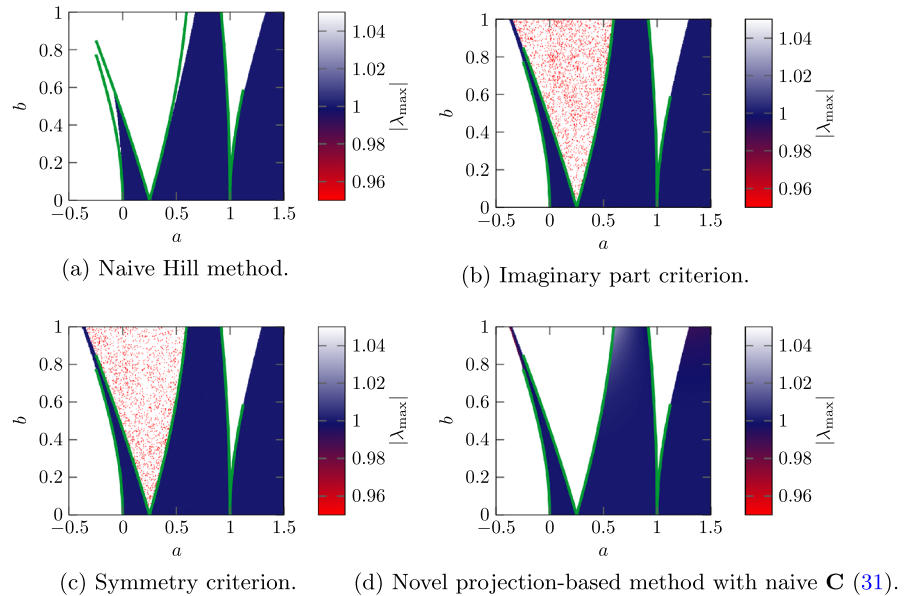 1
0.8
0.6
0.4
0.2
0
b
−0.5 0 0.5 1 1.5
a
1.04
1.02
1
0.98
0.96
|λmax|
(a) Naive Hill method.
1
0.8
0.6
0.4
0.2
0
b
−0.5 0 0.5 1 1.5
a
1.04
1.02
1
0.98
0.96
|λmax|
(b) Imaginary part criterion.
1
0.8
0.6
0.4
0.2
0
b
−0.5 0 0.5 1 1.5
a
1.04
1.02
1
0.98
0.96
|λmax|
(c) Symmetry criterion.
1
0.8
0.6
0.4
0.2
0
b
−0.5 0 0.5 1 1.5
a
1.04
1.02
1
0.98
0.96
|λmax|
(d) Novel projection-based method with naive C (31).